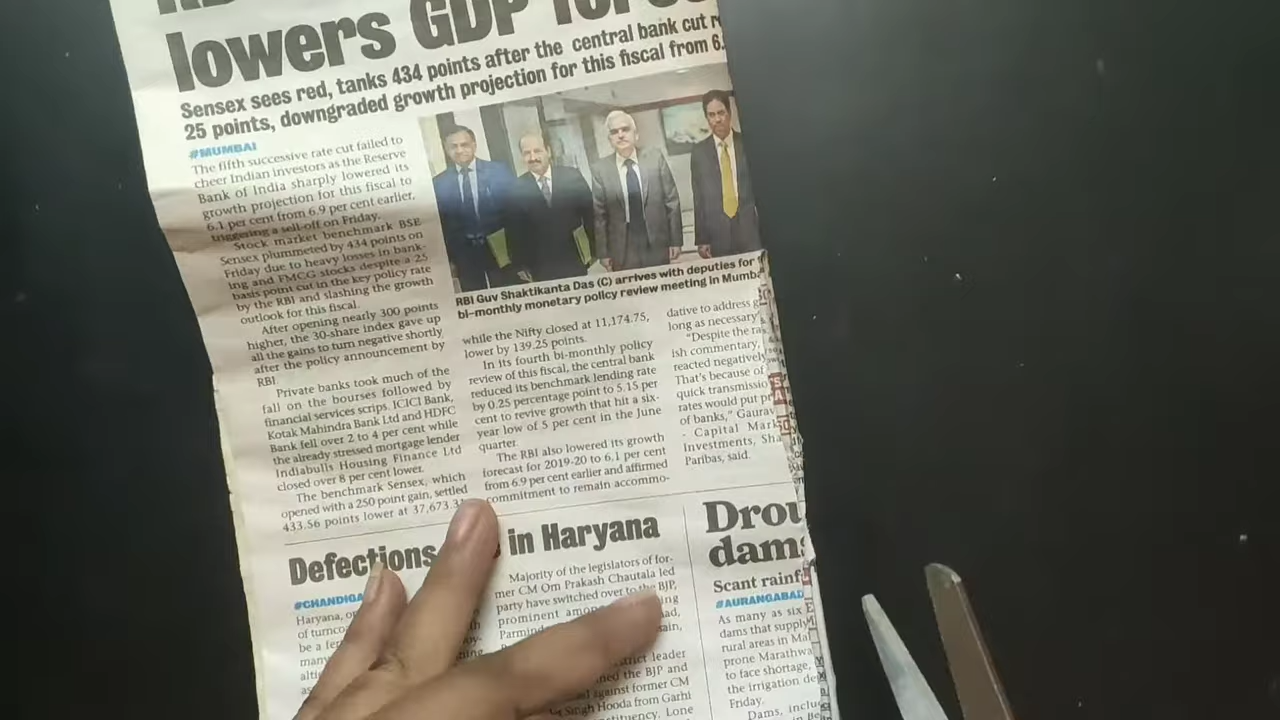 lowers GDP
Sensex sees red, tanks 434 points after the central bank cut
25 points, downgraded growth projection for this fiscal from 6.
#MUMBAI
The fifth successive rate cut failed to
cheer Indian investors as the Reserve
Bank of India sharply lowered its
growth projection for this fiscal to
6.1 per cent from 6.9 per cent earlier,
triggering a sell-off on Friday.
Stock market benchmark BSE
Sensex plummeted by 434 points on
Friday due to heavy losses in bank-
ing and FMCG stocks despite a 25
basis point cut in the key policy rate
by the RBI and slashing the growth
outlook for this fiscal.
After opening nearly 300 points
higher, the 30-share index gave up
all the gains to turn negative shortly
after the policy announcement by
RBI.
Private banks took much of the
fall on the bourses followed by
financial services scrips. ICICI Bank,
Kotak Mahindra Bank Ltd and HDFC
Bank fell over 2 to 4 per cent while
the already stressed mortgage lender
Indiabulls Housing Finance Ltd
closed over 8 per cent lower.
The benchmark Sensex, which
opened with a 250 point gain, settled
433.56 points lower at 37,673.31
RBI Guv Shaktikanta Das (C) arrives with deputies for
bi-monthly monetary policy review meeting in Mumba
while the Nifty closed at 11,174.75,
lower by 139.25 points.
In its fourth bi-monthly policy
review of this fiscal, the central bank
reduced its benchmark lending rate
by 0.25 percentage point to 5.15 per
cent to revive growth that hit a six-
year low of 5 per cent in the June
quarter.
The RBI also lowered its growth
forecast for 2019-20 to 6.1 per cent
from 6.9 per cent earlier and affirmed
commitment to remain accommo-
dative to address g
long as necessary
"Despite the ra
ish commentary,
reacted negatively
That's because of
quick transmissio
rates would put pr
of banks," Gaurav
- Capital Mark
Investments, Sha
Paribas, said.
Defections in Haryana
#CHANDIGA
Haryana, or
of turnco
be a fer
many
Majority of the legislators of for-
mer CM Om Prakash Chautala led
party have switched over to the BJP,
prominent among
Parmind
leader
the BJP and
against former CM
Singh Hooda from Garhi
Lone
Drou
dams
Scant rainf
#AURANGABAD
As many as six
dams that supply
rural areas in Ma
prone Marathwa
to face shortage,
the irrigation de
Friday.
Dams, inclu